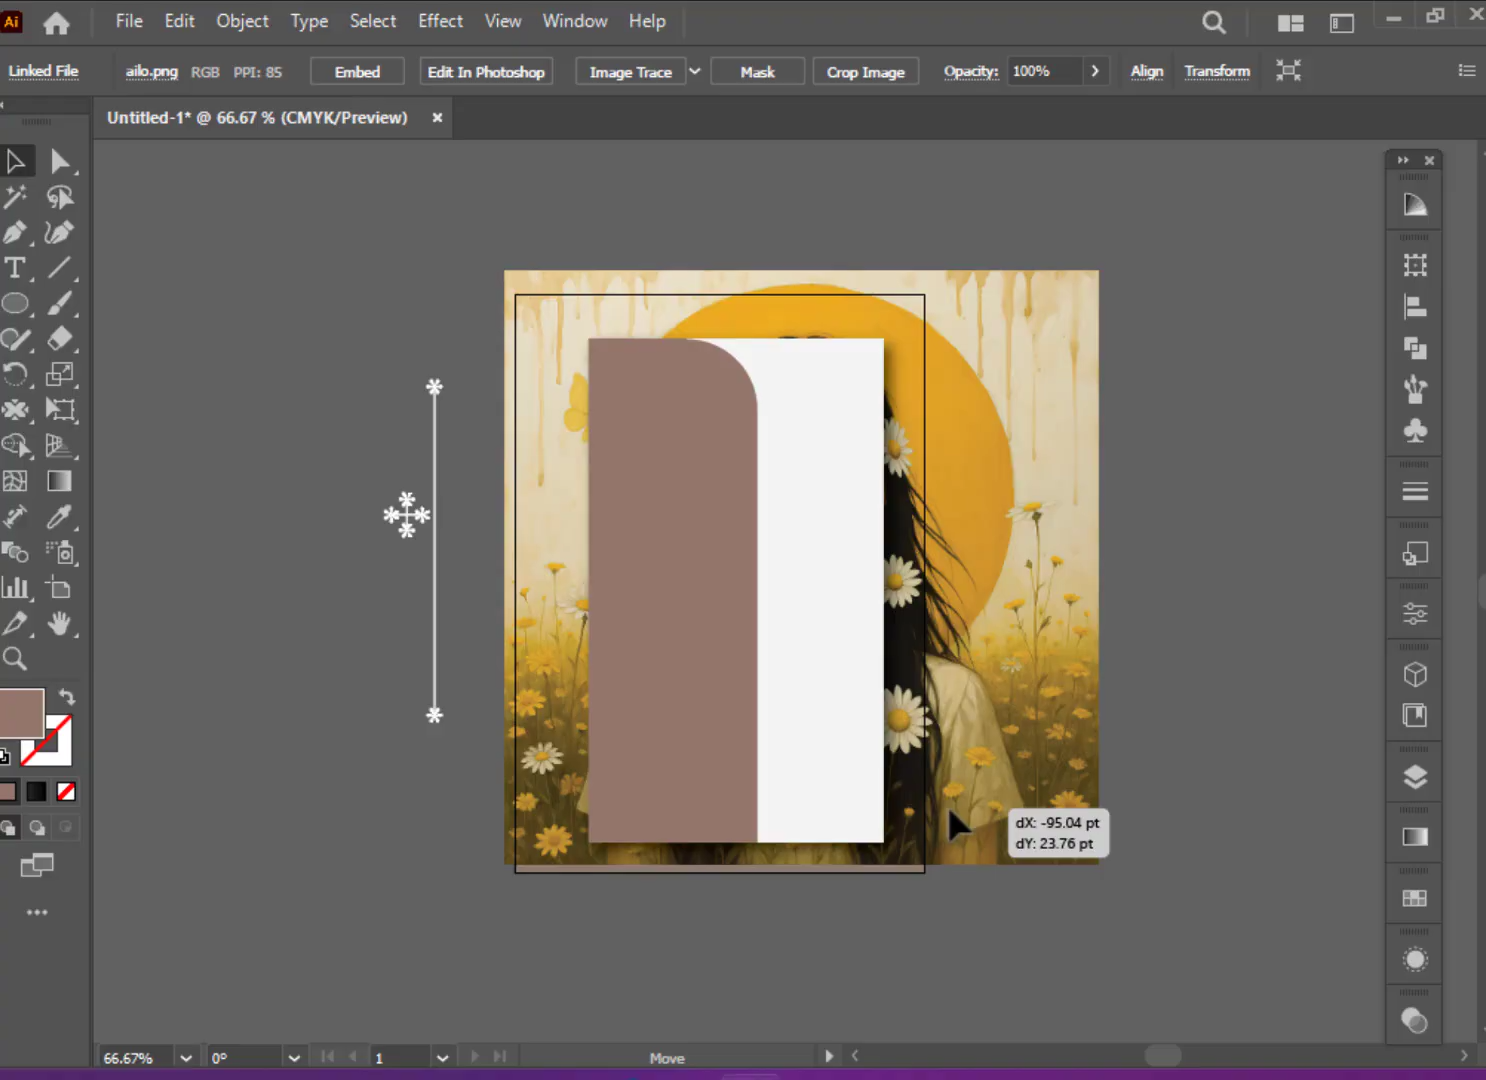 Ai File Edit Object Type Select Effect View Window Help
Linked File ailo.png RGB PPI: 85 Embed Edit In Photoshop Image Trace Mask Crop Image Opacity: 100% Align Transform
Untitled-1* @ 66.67 % (CMYK/Preview)
dX: -95.04 pt
dY: 23.76 pt
66.67% 0° 1 Move